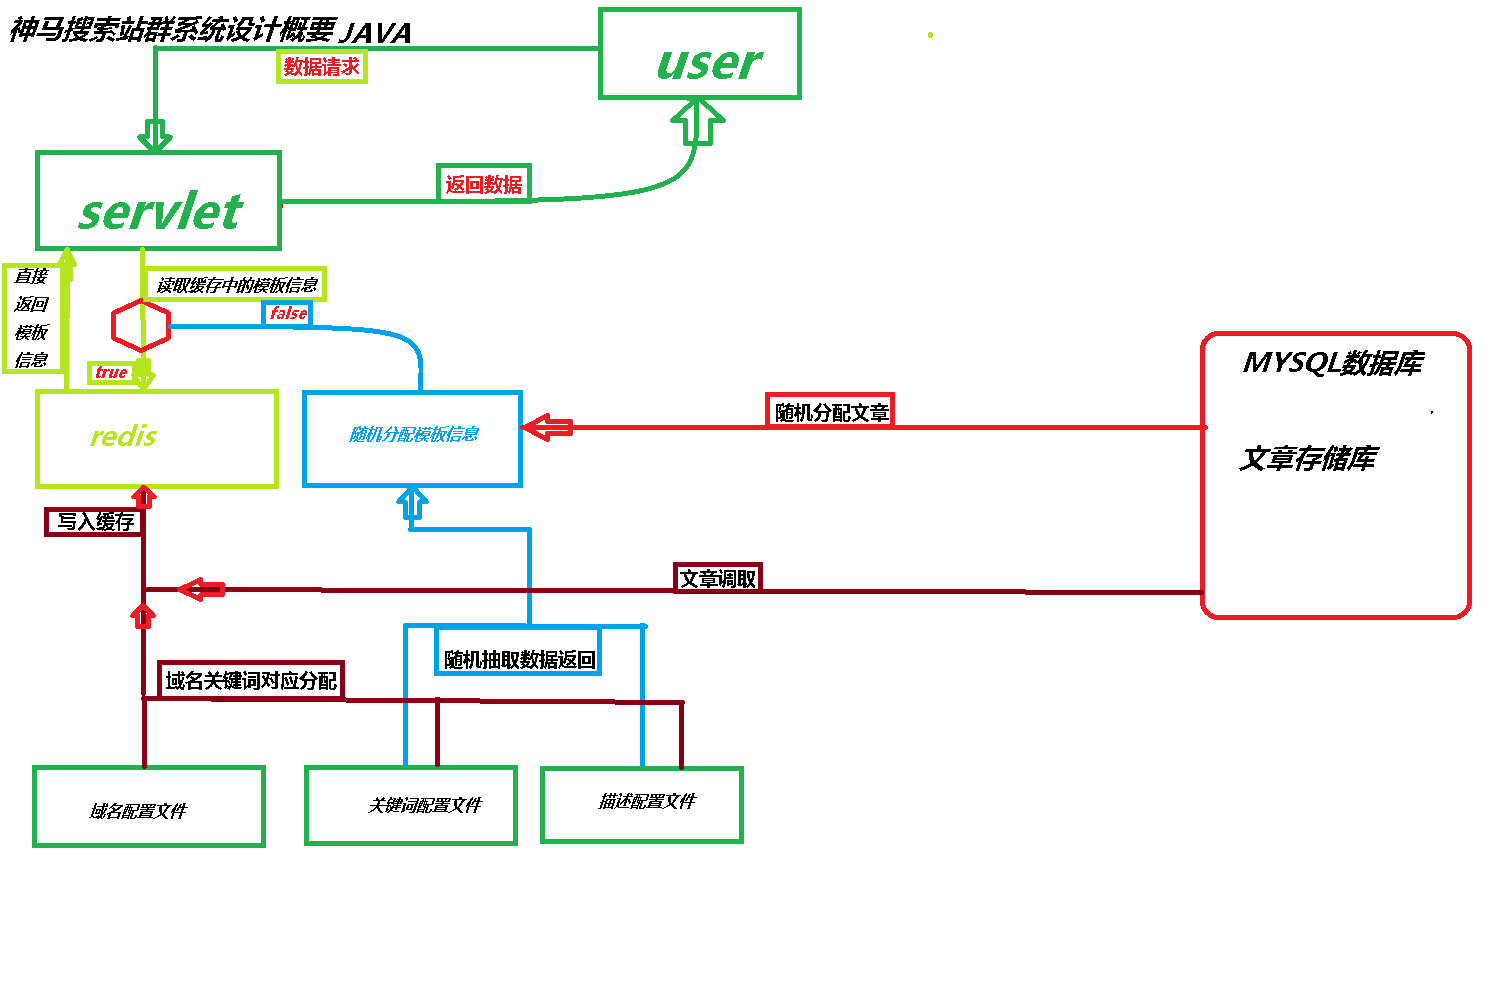 神马搜索站群系统设计概要 JAVA
数据请求
user
返回数据
servlet
直接
返回
模板
信息
读取缓存中的模板信息
false
true
redis
随机分配模板信息
随机分配文章
MYSQL数据库
文章存储库
写入缓存
文章调取
随机抽取数据返回
域名关键词对应分配
域名配置文件
关键词配置文件
描述配置文件